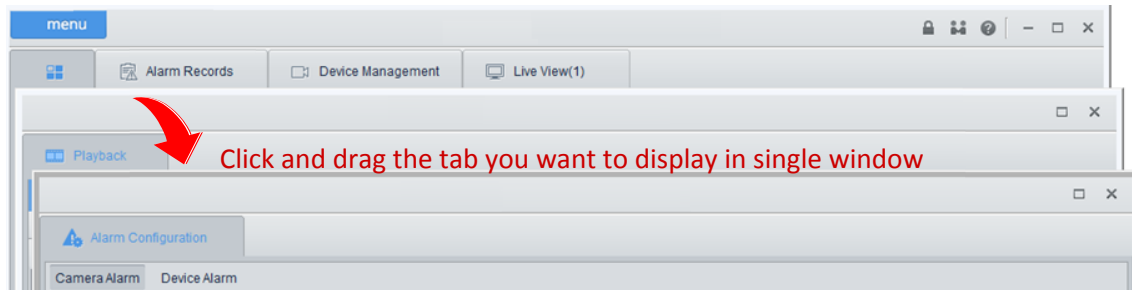 menu
Alarm Records
Device Management
Live View(1)
Playback
Click and drag the tab you want to display in single window
Alarm Configuration
Camera Alarm Device Alarm